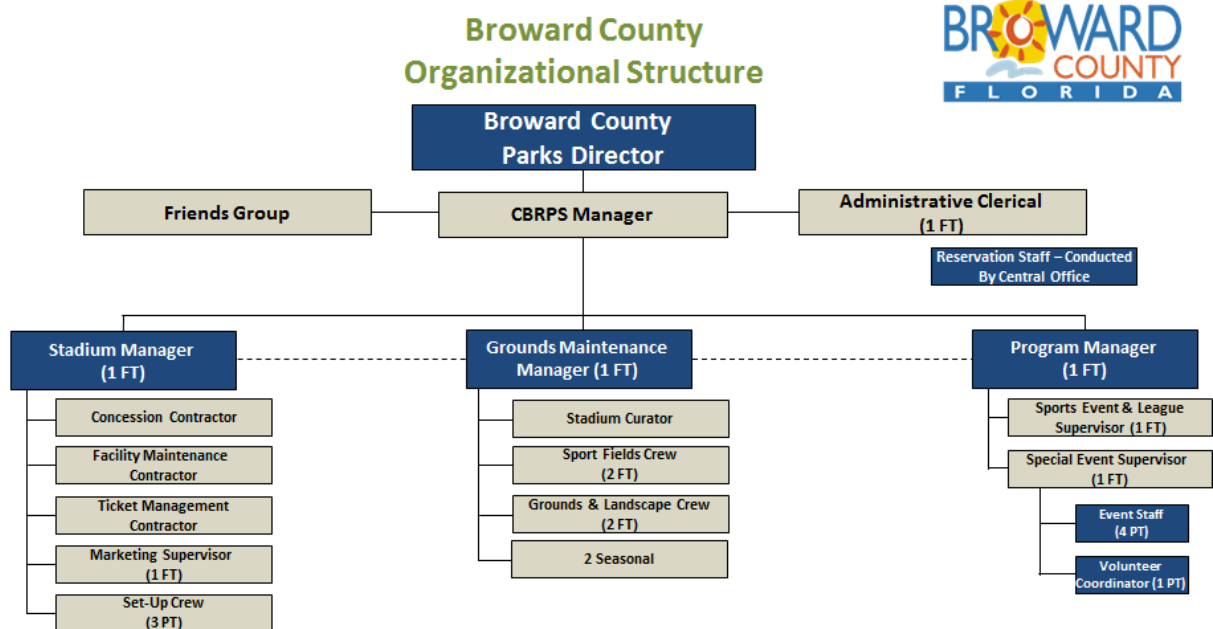 Broward County
Organizational Structure
BROWARD
COUNTY
FLORIDA
Broward County
Parks Director
Friends Group
CBRPS Manager
Administrative Clerical
(1 FT)
Reservation Staff – Conducted
By Central Office
Stadium Manager
(1 FT)
Concession Contractor
Facility Maintenance
Contractor
Ticket Management
Contractor
Marketing Supervisor
(1 FT)
Set-Up Crew
(3 PT)
Grounds Maintenance
Manager (1 FT)
Stadium Curator
Sport Fields Crew
(2 FT)
Grounds & Landscape Crew
(2 FT)
2 Seasonal
Program Manager
(1 FT)
Sports Event & League
Supervisor (1 FT)
Special Event Supervisor
(1 FT)
Event Staff
(4 PT)
Volunteer
Coordinator (1 PT)